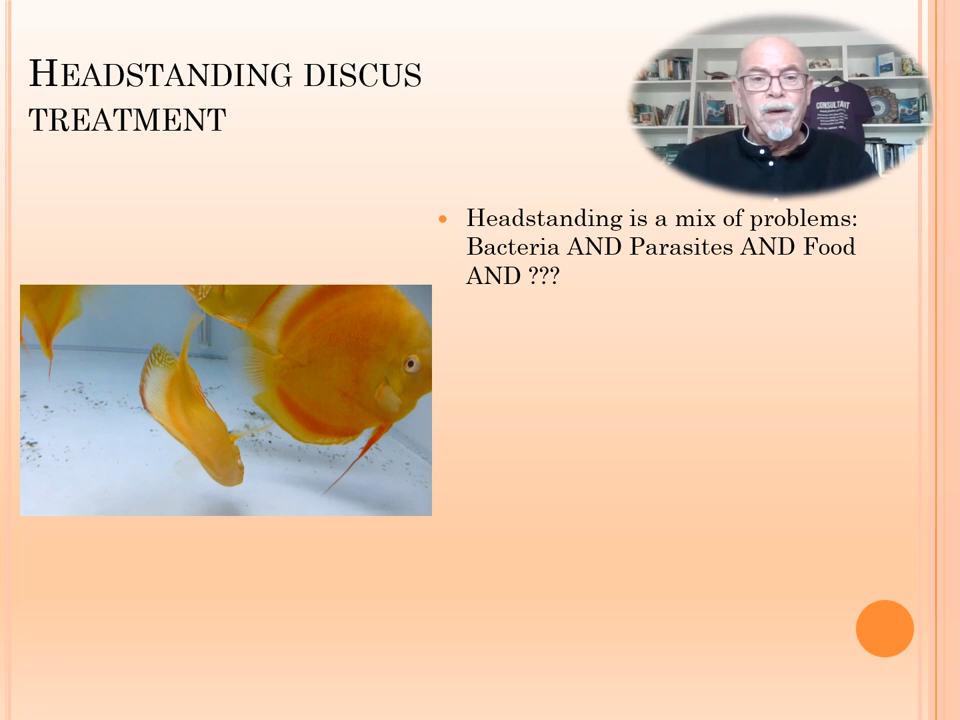 HEADSTANDING DISCUS
TREATMENT
CONSULTANT
Headstanding is a mix of problems:
Bacteria AND Parasites AND Food
AND ???